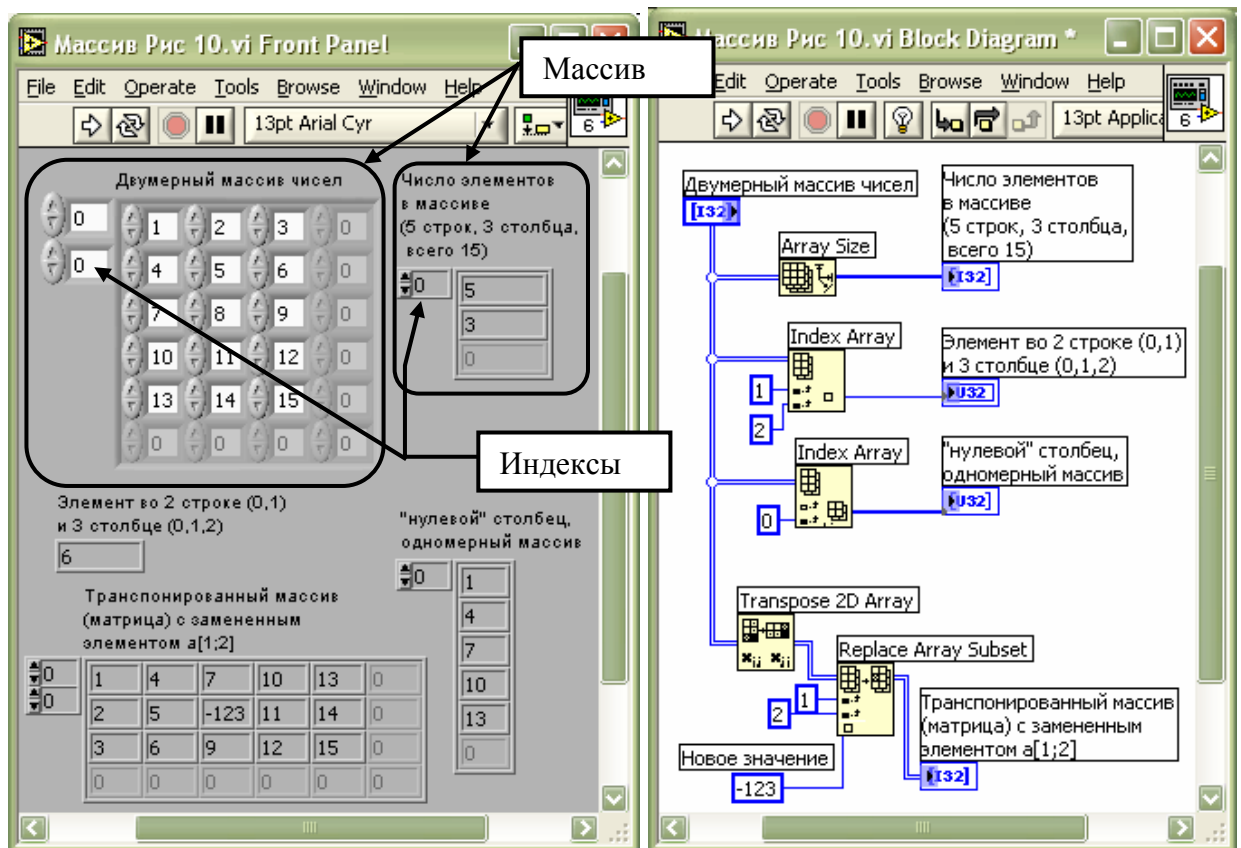 Массив Рис 10.vi Front Panel
File Edit Operate Tools Browse Window Help
13pt Arial Cyr
6
Массив
Двумерный массив чисел
0
0
1 2 3 0
4 5 6 0
7 8 9 0
10 11 12 0
13 14 15 0
0 0 0 0
Число элементов
в массиве
(5 строк, 3 столбца,
всего 15)
0
5
3
0
Индексы
Элемент во 2 строке (0,1)
и 3 столбце (0,1,2)
6
"нулевой" столбец,
одномерный массив
0
1
4
7
10
13
0
Транспонированный массив
(матрица) с замененным
элементом a[1;2]
0
0
1 4 7 10 13 0
2 5 -123 11 14 0
3 6 9 12 15 0
0 0 0 0 0 0
Массив Рис 10.vi Block Diagram *
Edit Operate Tools Browse Window Help
13pt Applica
6
Двумерный массив чисел
[I32]
Array Size
Число элементов
в массиве
(5 строк, 3 столбца,
всего 15)
[I32]
Index Array
1
2
Элемент во 2 строке (0,1)
и 3 столбце (0,1,2)
U32
Index Array
0
"нулевой" столбец,
одномерный массив
[U32]
Transpose 2D Array
Replace Array Subset
1
2
Новое значение
-123
Транспонированный массив
(матрица) с замененным
элементом a[1;2]
[I32]